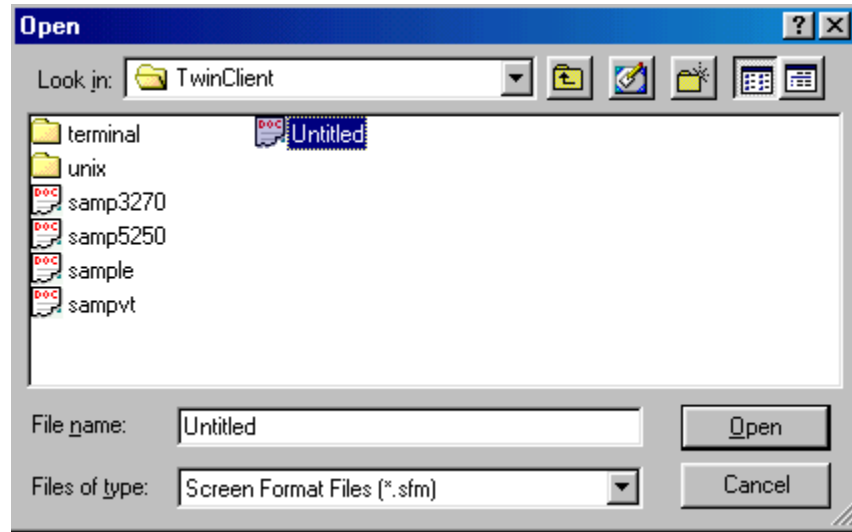 Open
Look in: TwinClient
terminal
unix
samp3270
samp5250
sample
sampvt
Untitled
File name: Untitled
Open
Files of type: Screen Format Files (*.sfm)
Cancel